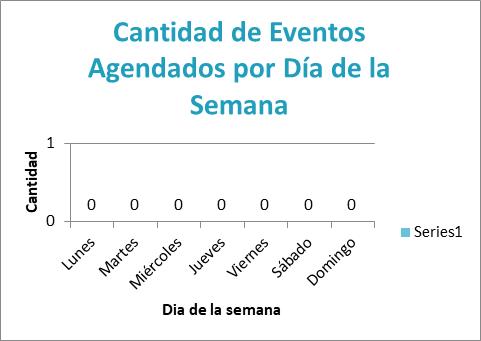 Cantidad de Eventos
Agendados por Día de la
Semana
Cantidad
1
0
0 0 0 0 0 0 0
Lunes
Martes
Miércoles
Jueves
Viernes
Sábado
Domingo
Series1
Dia de la semana